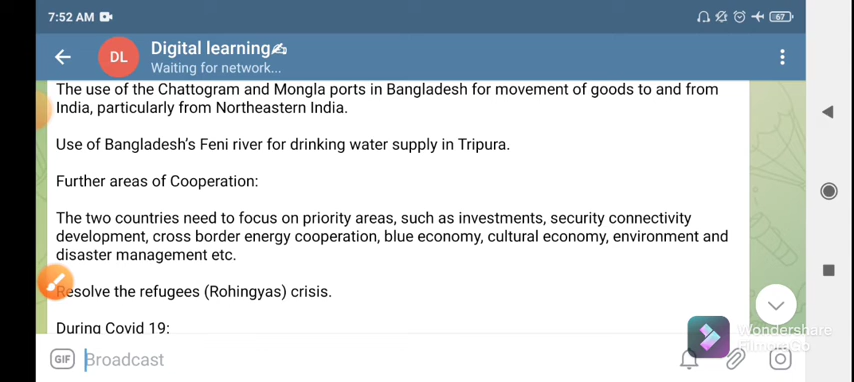 7:52 AM
67
DL
Digital learning✍
Waiting for network...
The use of the Chattogram and Mongla ports in Bangladesh for movement of goods to and from
India, particularly from Northeastern India.
Use of Bangladesh's Feni river for drinking water supply in Tripura.
Further areas of Cooperation:
The two countries need to focus on priority areas, such as investments, security connectivity
development, cross border energy cooperation, blue economy, cultural economy, environment and
disaster management etc.
Resolve the refugees (Rohingyas) crisis.
During Covid 19:
Wondershare
FilmoraGo
GIF
Broadcast